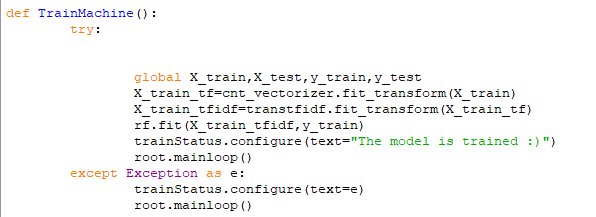 def TrainMachine():
try:
global X_train,X_test,y_train,y_test
X_train_tf=cnt_vectorizer.fit_transform(X_train)
X_train_tfidf=transtfidf.fit_transform(X_train_tf)
rf.fit(X_train_tfidf,y_train)
trainStatus.configure(text="The model is trained :)")
root.mainloop()
except Exception as e:
trainStatus.configure(text=e)
root.mainloop()